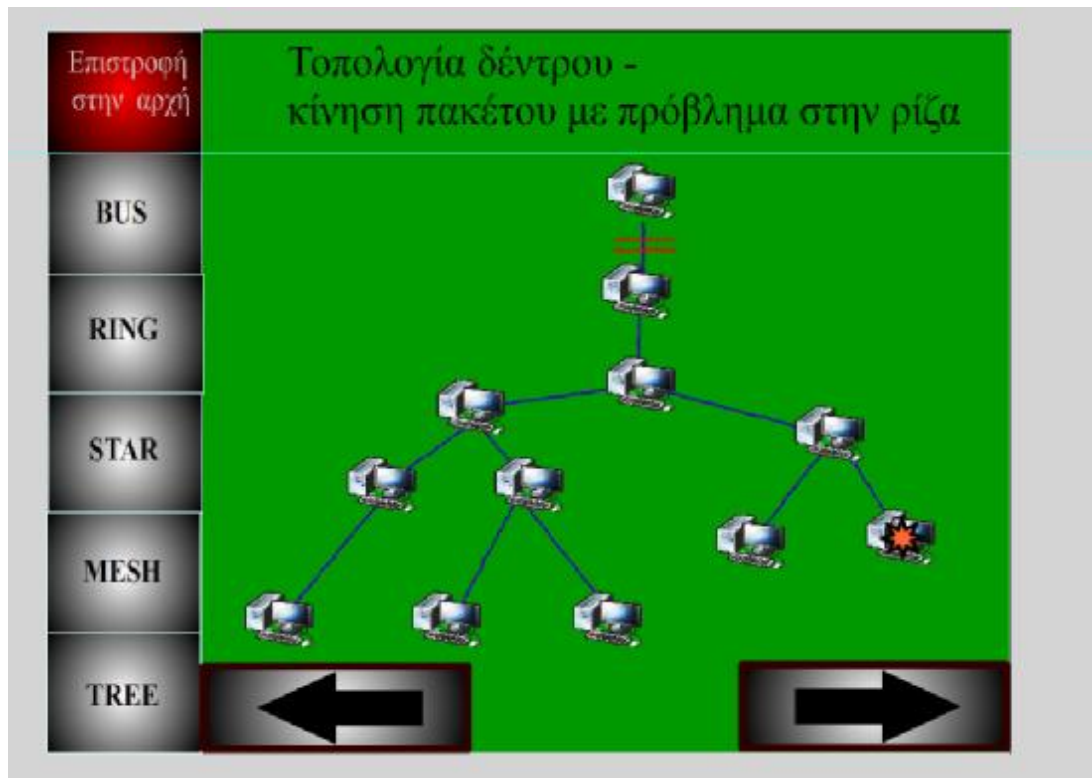 Επιστροφή
στην αρχή
Τοπολογία δέντρου -
κίνηση πακέτου με πρόβλημα στην ρίζα
BUS
RING
STAR
MESH
TREE